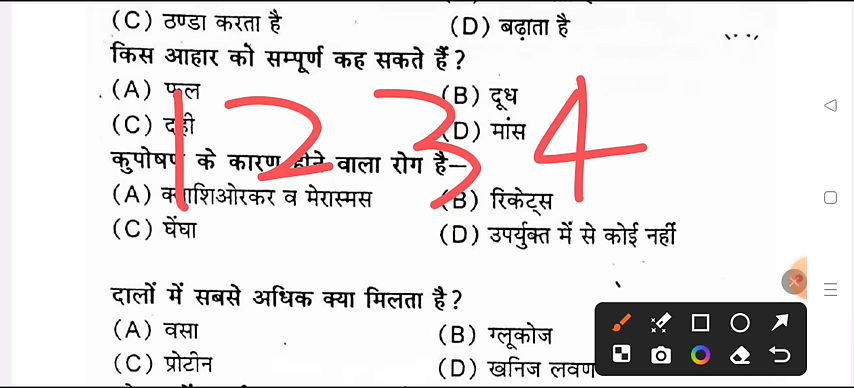 (C) ठण्डा करता है (D) बढ़ाता है
किस आहार को सम्पूर्ण कह सकते हैं?
(A) फल (B) दूध
(C) दही (D) मांस
1 2 3 4
कुपोषण के कारण होने वाला रोग है—
(A) क्वाशिओरकर व मेरास्मस (B) रिकेट्स
(C) घेंघा (D) उपर्युक्त में से कोई नहीं
दालों में सबसे अधिक क्या मिलता है?
(A) वसा (B) ग्लूकोज
(C) प्रोटीन (D) खनिज लवण